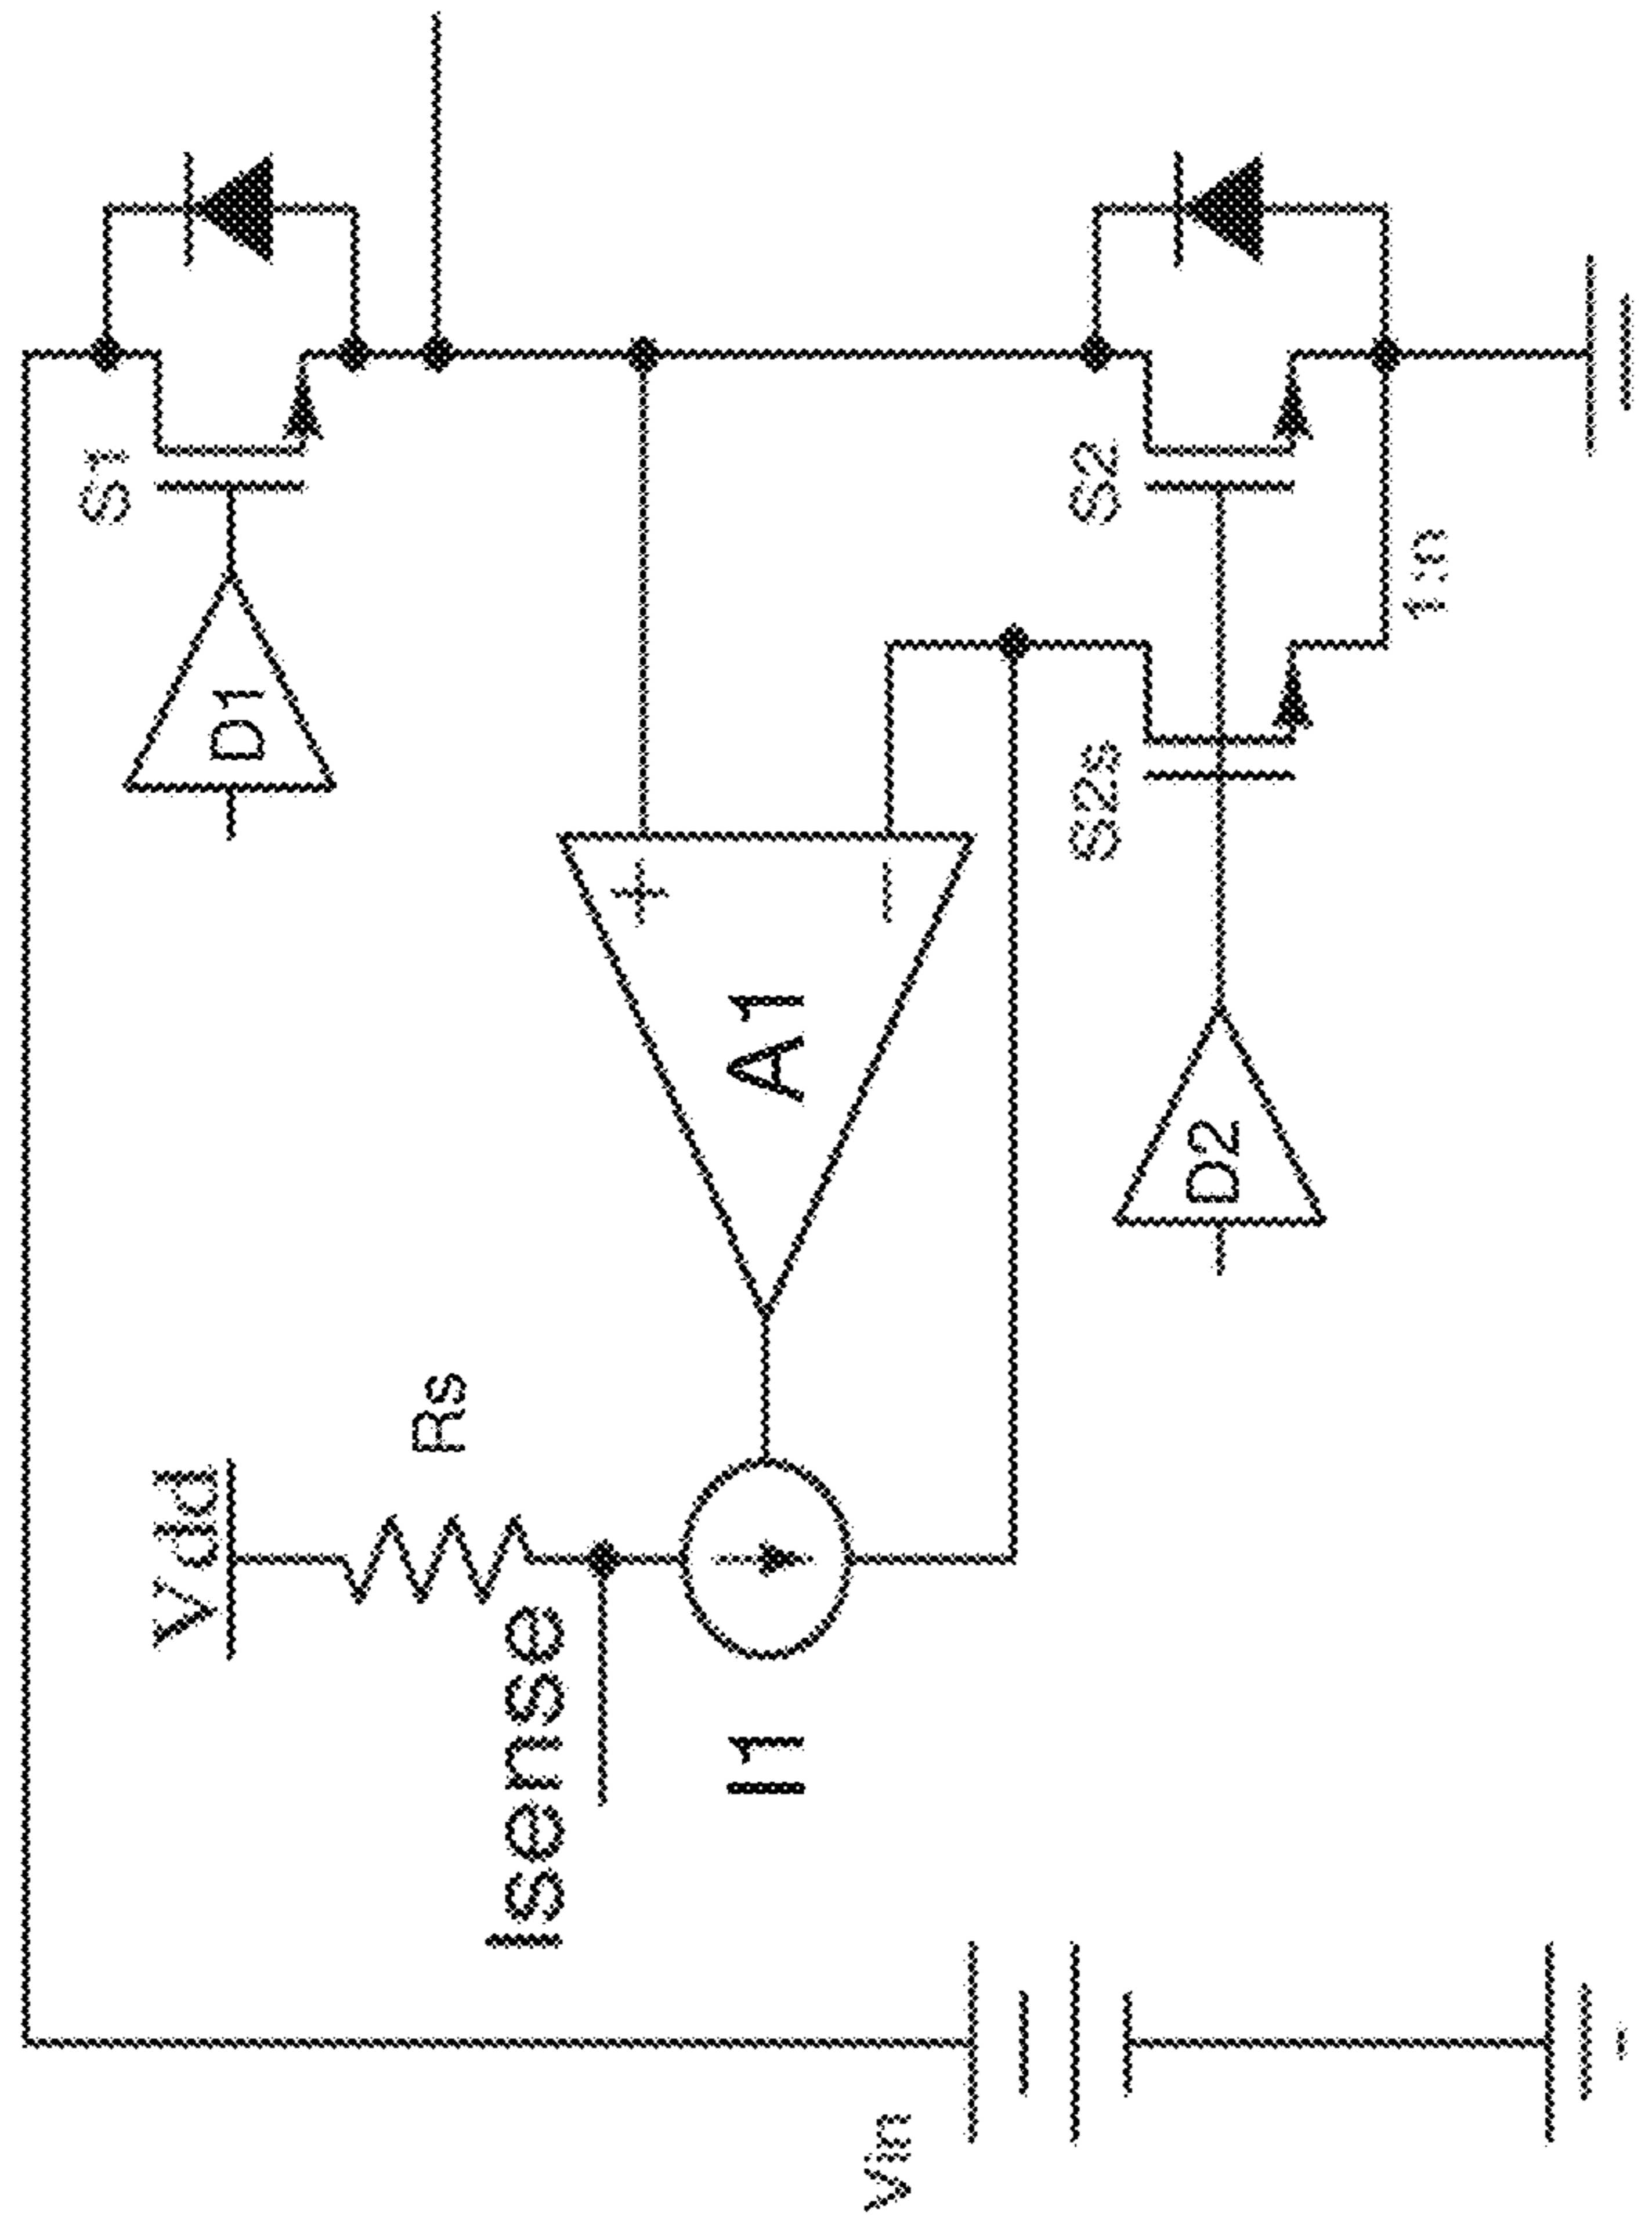 S1
D1
Vdd
Rs
Isense
I1
A1
+
−
S2
S2s
D2
1:n
Vin